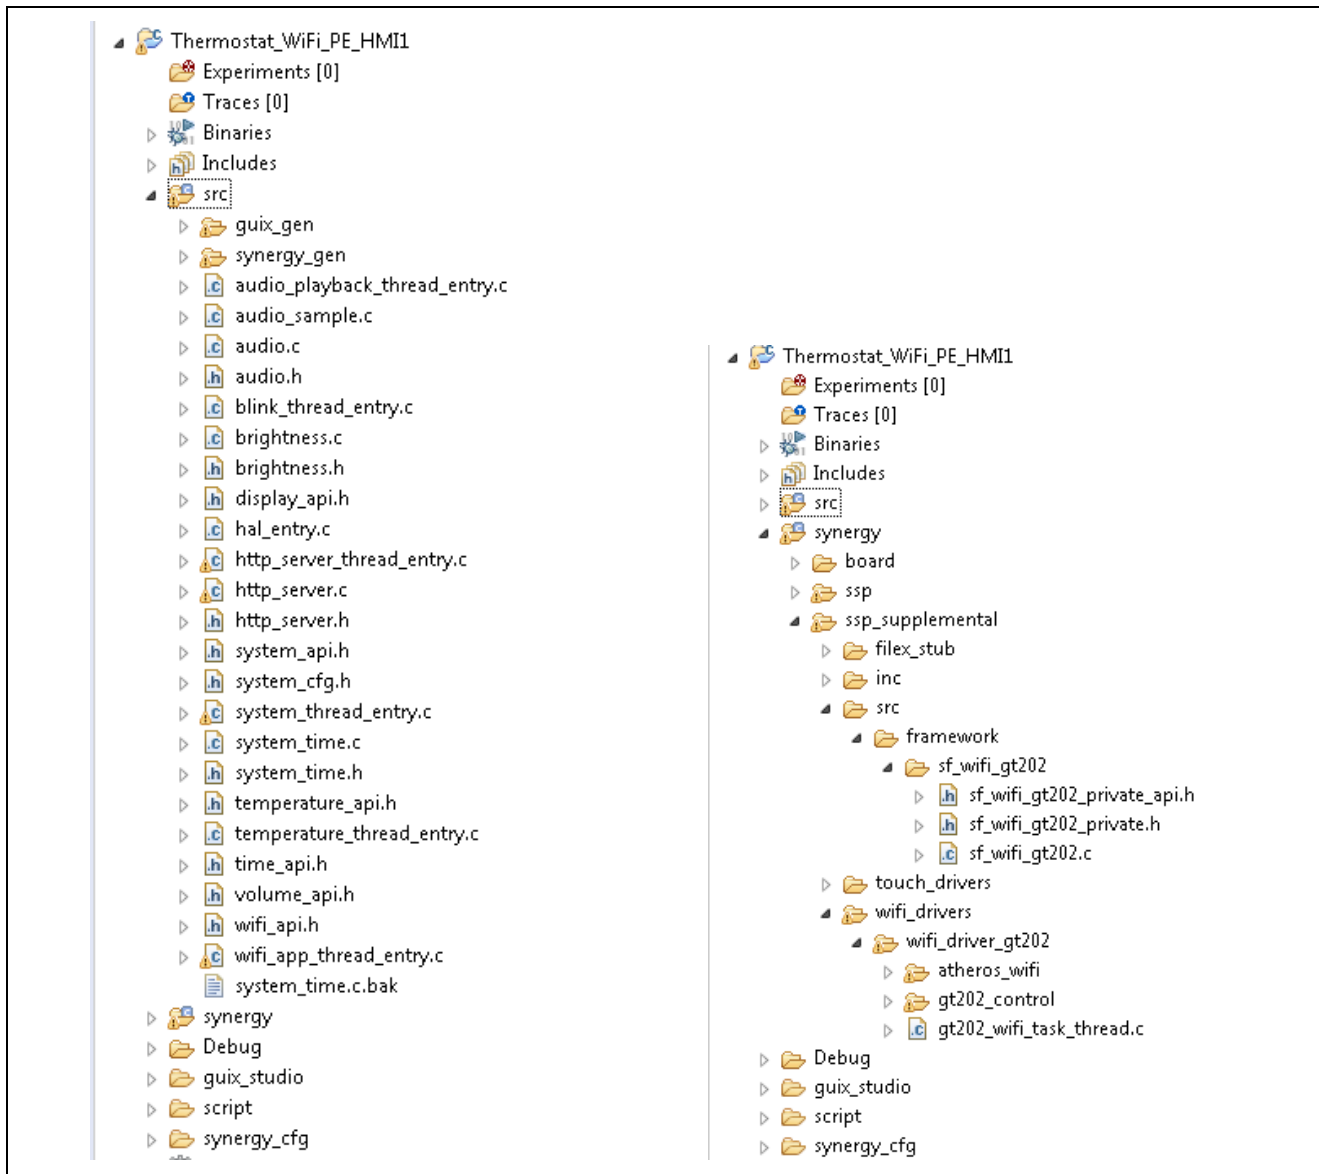 Thermostat_WiFi_PE_HMI1
Experiments [0]
Traces [0]
Binaries
Includes
src
guix_gen
synergy_gen
audio_playback_thread_entry.c
audio_sample.c
audio.c
audio.h
blink_thread_entry.c
brightness.c
brightness.h
display_api.h
hal_entry.c
http_server_thread_entry.c
http_server.c
http_server.h
system_api.h
system_cfg.h
system_thread_entry.c
system_time.c
system_time.h
temperature_api.h
temperature_thread_entry.c
time_api.h
volume_api.h
wifi_api.h
wifi_app_thread_entry.c
system_time.c.bak
synergy
Debug
guix_studio
script
synergy_cfg
Thermostat_WiFi_PE_HMI1
Experiments [0]
Traces [0]
Binaries
Includes
src
synergy
board
ssp
ssp_supplemental
filex_stub
inc
src
framework
sf_wifi_gt202
sf_wifi_gt202_private_api.h
sf_wifi_gt202_private.h
sf_wifi_gt202.c
touch_drivers
wifi_drivers
wifi_driver_gt202
atheros_wifi
gt202_control
gt202_wifi_task_thread.c
Debug
guix_studio
script
synergy_cfg